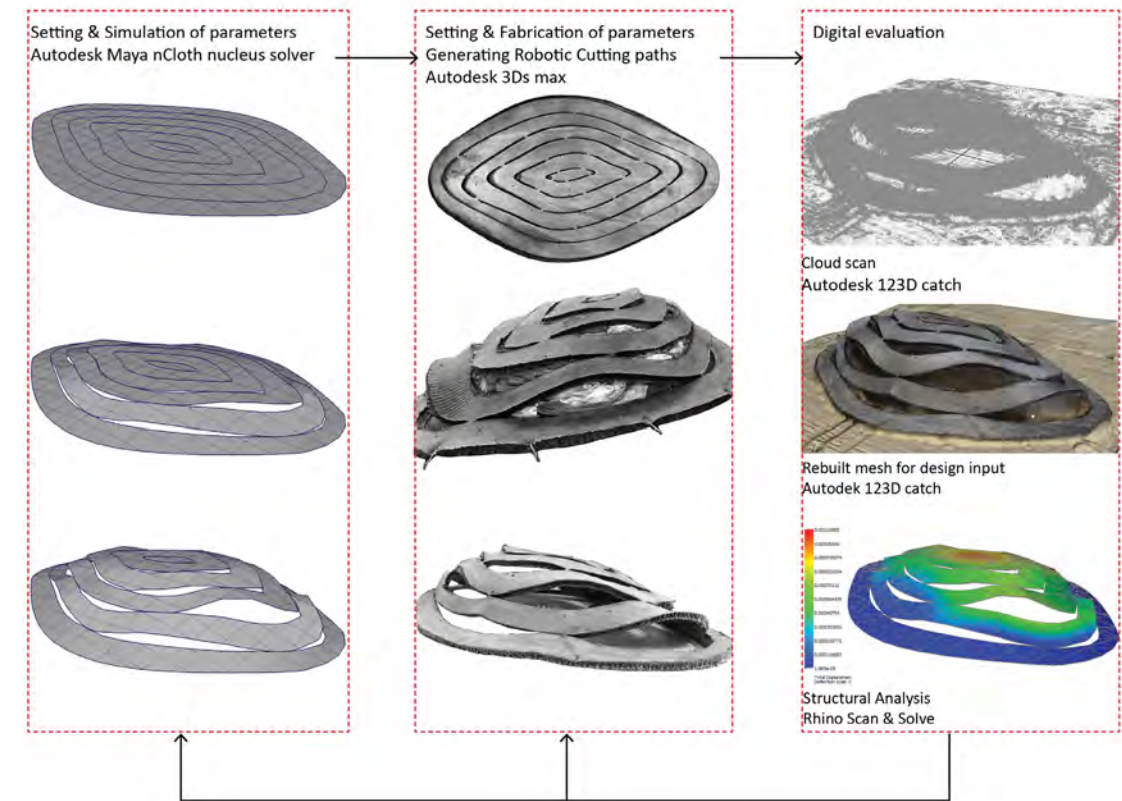 Setting & Simulation of parameters
Autodesk Maya nCloth nucleus solver
Setting & Fabrication of parameters
Generating Robotic Cutting paths
Autodesk 3Ds max
Digital evaluation
Cloud scan
Autodesk 123D catch
Rebuilt mesh for design input
Autodek 123D catch
Structural Analysis
Rhino Scan & Solve